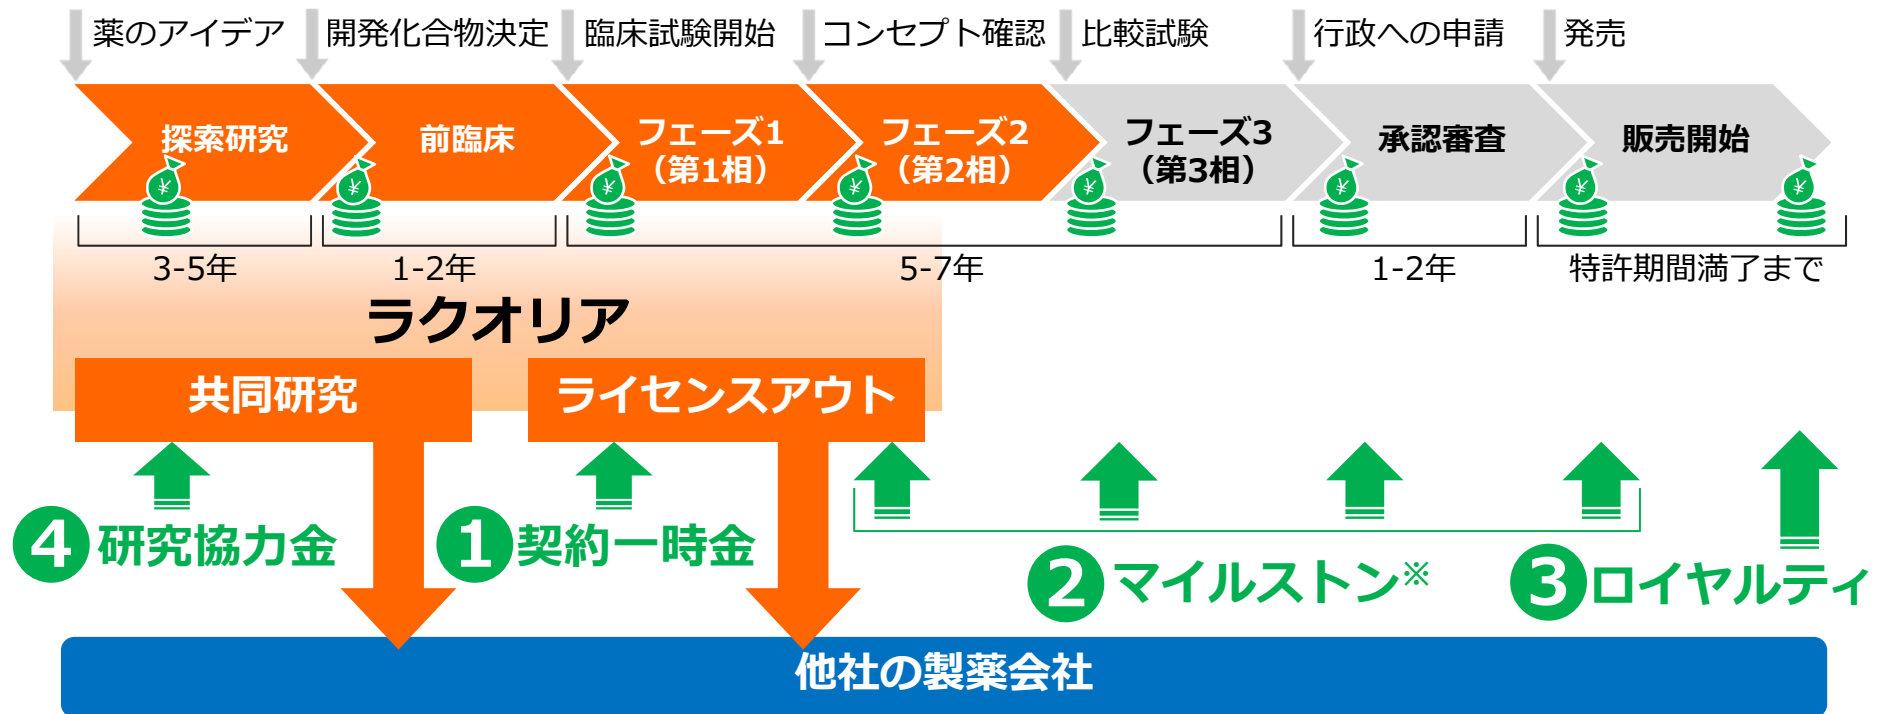 薬のアイデア
開発化合物決定
臨床試験開始
コンセプト確認
比較試験
行政への申請
発売
探索研究
前臨床
フェーズ1
（第1相）
フェーズ2
（第2相）
フェーズ3
（第3相）
承認審査
販売開始
¥
¥
¥
¥
¥
¥
¥
¥
3-5年
1-2年
5-7年
1-2年
特許期間満了まで
ラクオリア
共同研究
ライセンスアウト
4 研究協力金
1 契約一時金
2 マイルストン※
3 ロイヤルティ
他社の製薬会社